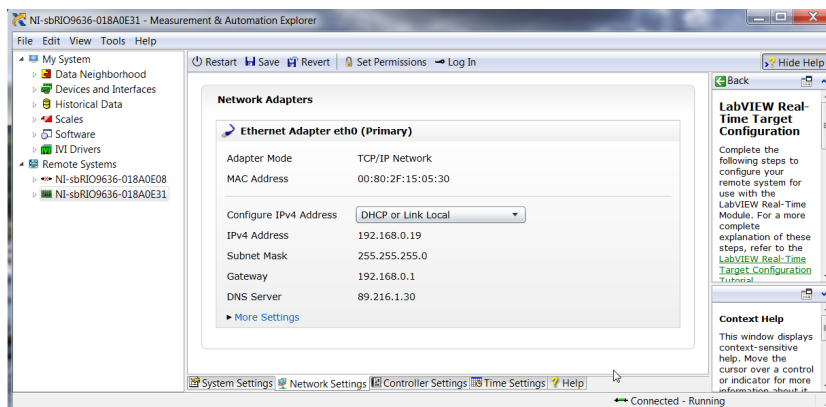 NI-sbRIO9636-018A0E31 - Measurement & Automation Explorer
File Edit View Tools Help
My System
Data Neighborhood
Devices and Interfaces
Historical Data
Scales
Software
IVI Drivers
Remote Systems
NI-sbRIO9636-018A0E08
NI-sbRIO9636-018A0E31
Restart Save Revert Set Permissions Log In
Hide Help
Network Adapters
Ethernet Adapter eth0 (Primary)
Adapter Mode TCP/IP Network
MAC Address 00:80:2F:15:05:30
Configure IPv4 Address DHCP or Link Local
IPv4 Address 192.168.0.19
Subnet Mask 255.255.255.0
Gateway 192.168.0.1
DNS Server 89.216.1.30
More Settings
System Settings Network Settings Controller Settings Time Settings Help
Back
LabVIEW Real-
Time Target
Configuration
Complete the
following steps to
configure your
remote system for
use with the
LabVIEW Real-Time
Module. For a more
complete
explanation of these
steps, refer to the
LabVIEW Real-Time
Target Configuration
Tutorial
Context Help
This window displays
context-sensitive
help. Move the
cursor over a control
or indicator for more
information about it
Connected - Running